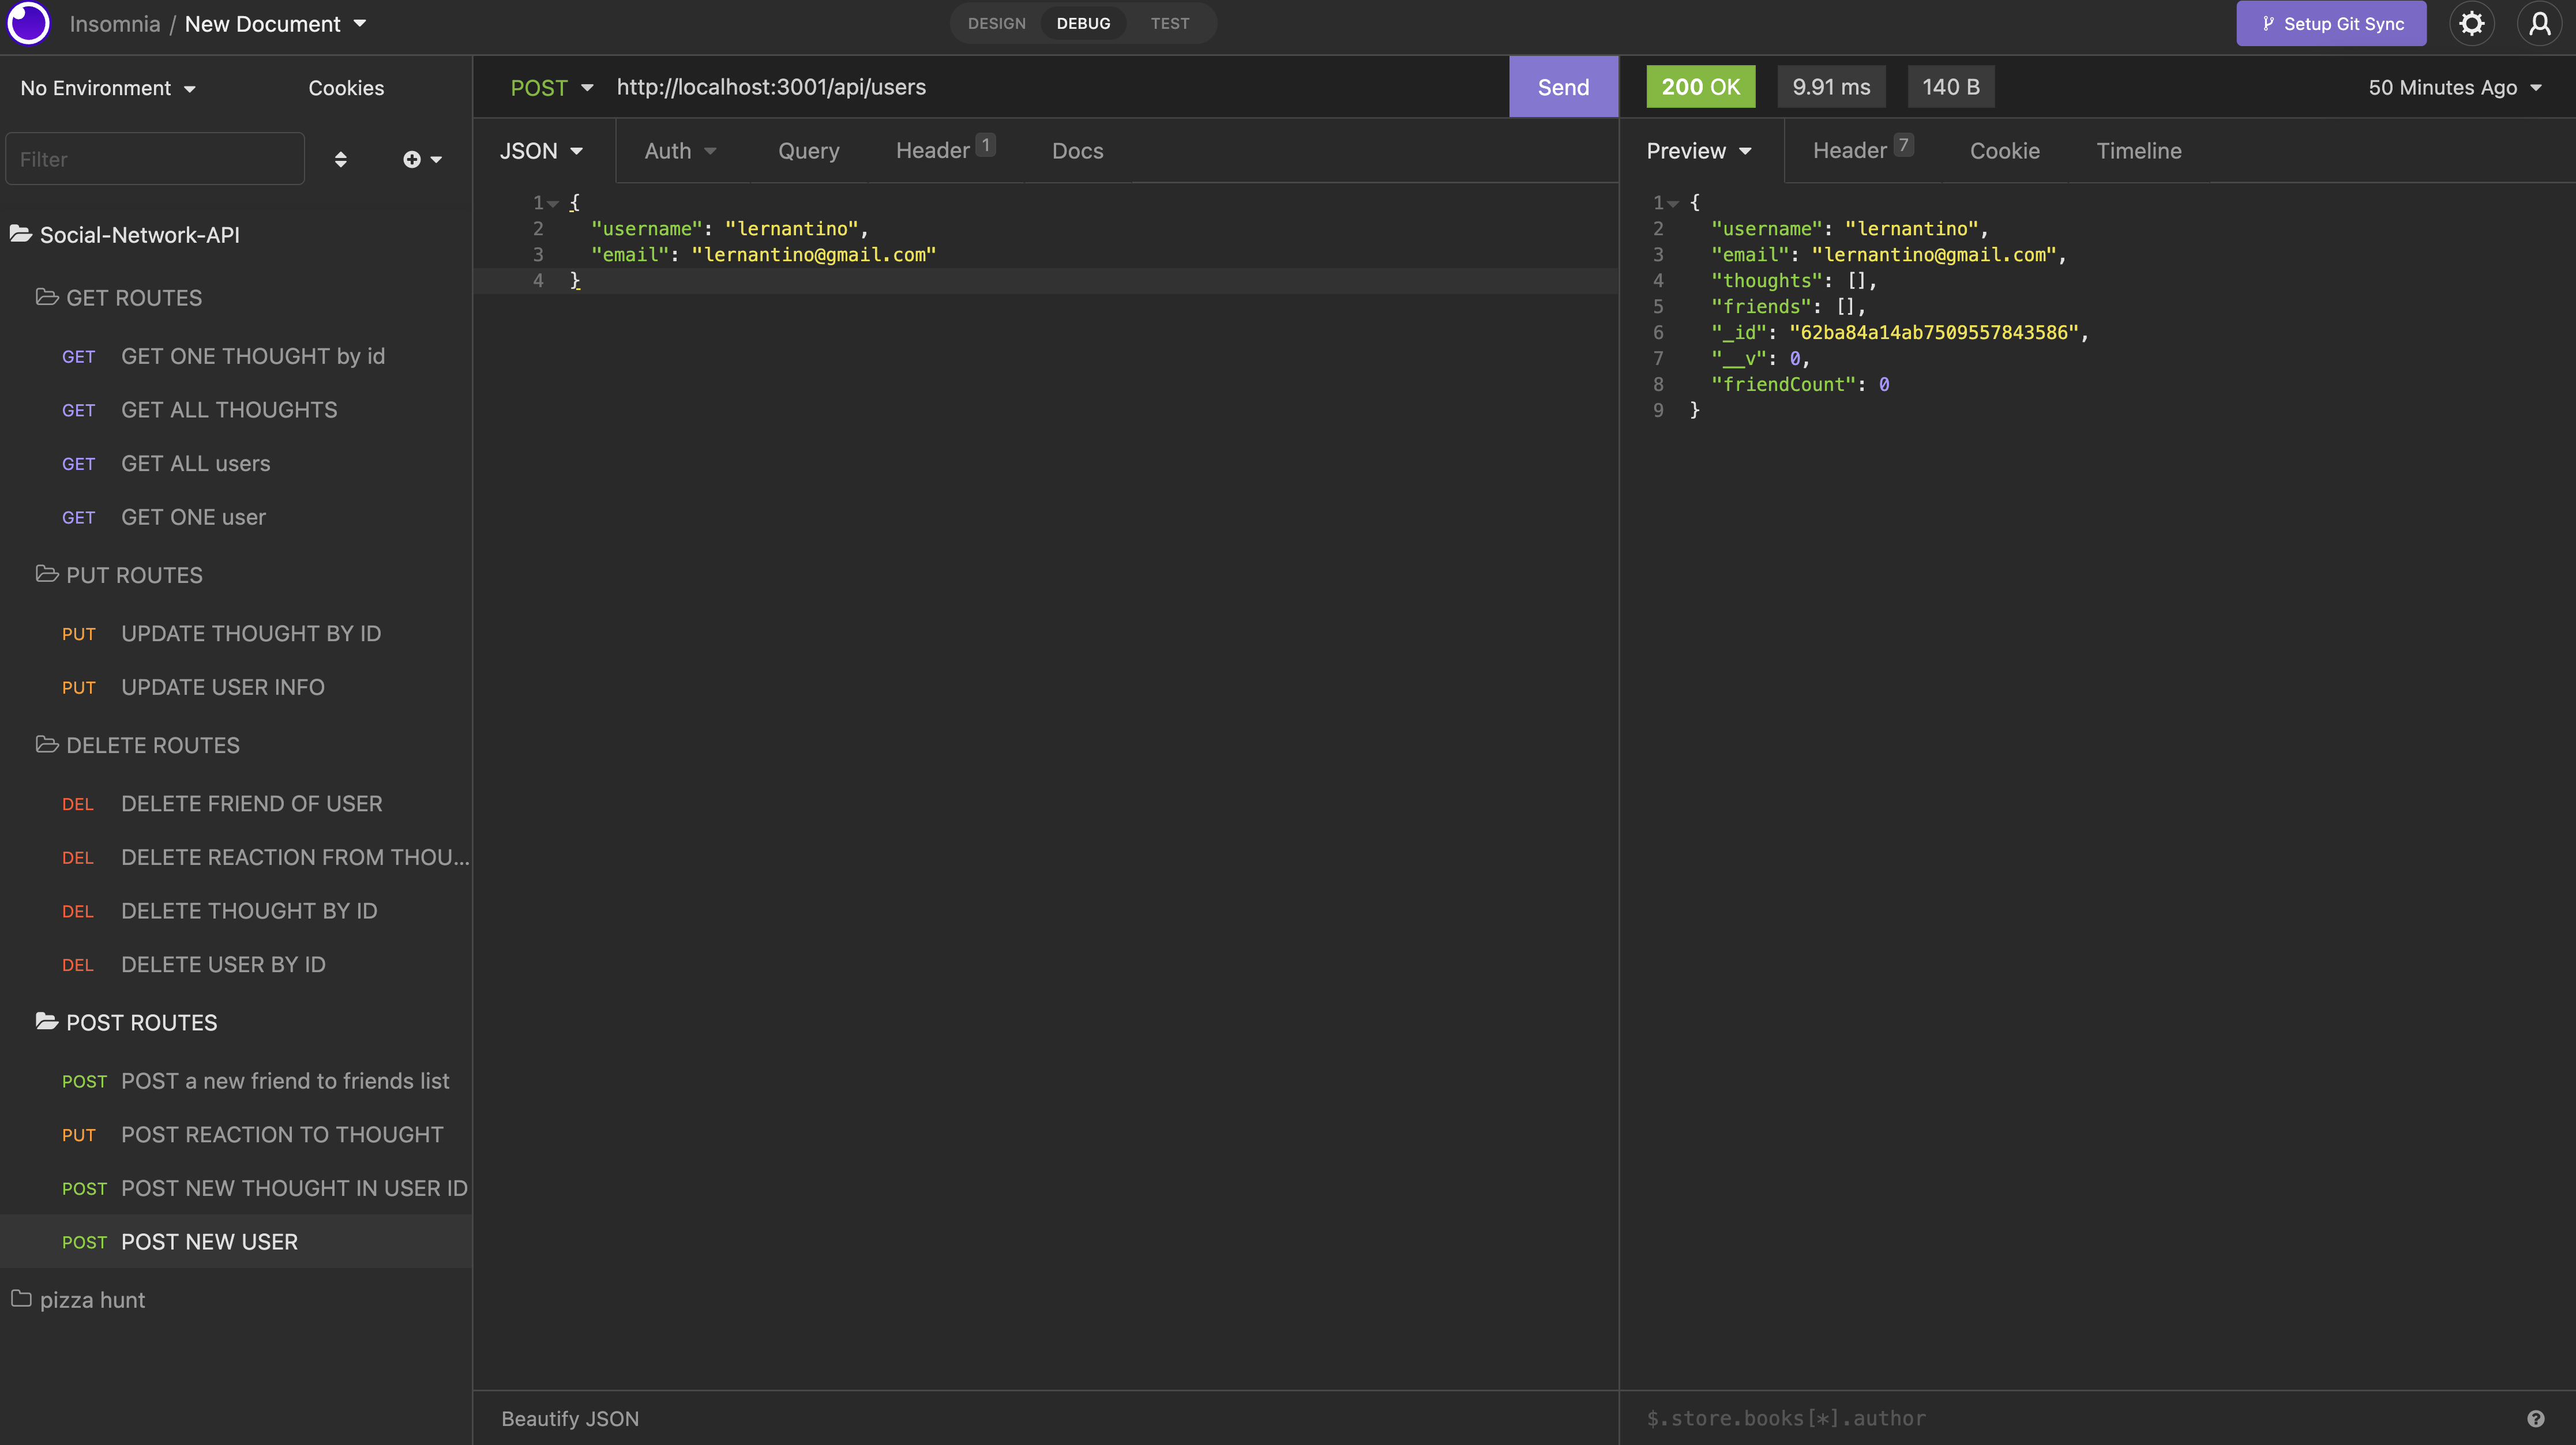 Insomnia / New Document
DESIGN DEBUG TEST
Setup Git Sync
No Environment
Cookies
Filter
Social-Network-API
GET ROUTES
GET GET ONE THOUGHT by id
GET GET ALL THOUGHTS
GET GET ALL users
GET GET ONE user
PUT ROUTES
PUT UPDATE THOUGHT BY ID
PUT UPDATE USER INFO
DELETE ROUTES
DEL DELETE FRIEND OF USER
DEL DELETE REACTION FROM THOU...
DEL DELETE THOUGHT BY ID
DEL DELETE USER BY ID
POST ROUTES
POST POST a new friend to friends list
PUT POST REACTION TO THOUGHT
POST POST NEW THOUGHT IN USER ID
POST POST NEW USER
pizza hunt
POST http://localhost:3001/api/users Send
JSON Auth Query Header 1 Docs
1 {
2 "username": "lernantino",
3 "email": "lernantino@gmail.com"
4 }
Beautify JSON
200 OK 9.91 ms 140 B 50 Minutes Ago
Preview Header 7 Cookie Timeline
1 {
2 "username": "lernantino",
3 "email": "lernantino@gmail.com",
4 "thoughts": [],
5 "friends": [],
6 "_id": "62ba84a14ab7509557843586",
7 "__v": 0,
8 "friendCount": 0
9 }
$.store.books[*].author
?